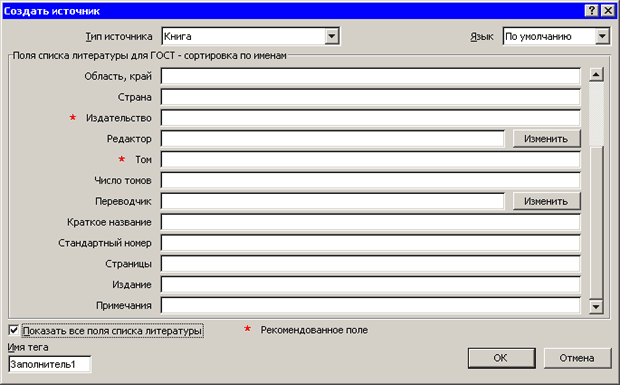 Создать источник
Тип источника Книга Язык По умолчанию
Поля списка литературы для ГОСТ - сортировка по именам
Область, край
Страна
* Издательство
Редактор Изменить
* Том
Число томов
Переводчик Изменить
Краткое название
Стандартный номер
Страницы
Издание
Примечания
Показать все поля списка литературы * Рекомендованное поле
Имя тега
Заполнитель1 ОК Отмена